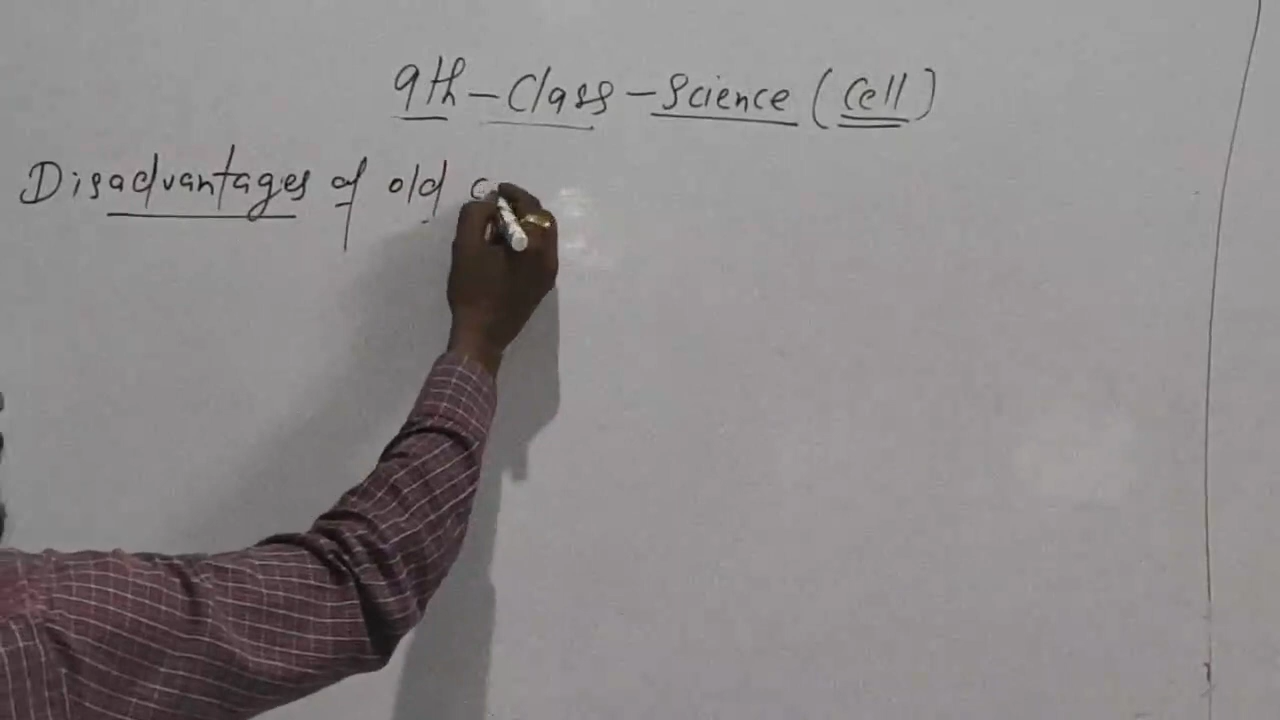 9th - Class - Science (Cell)
Disadvantages of old